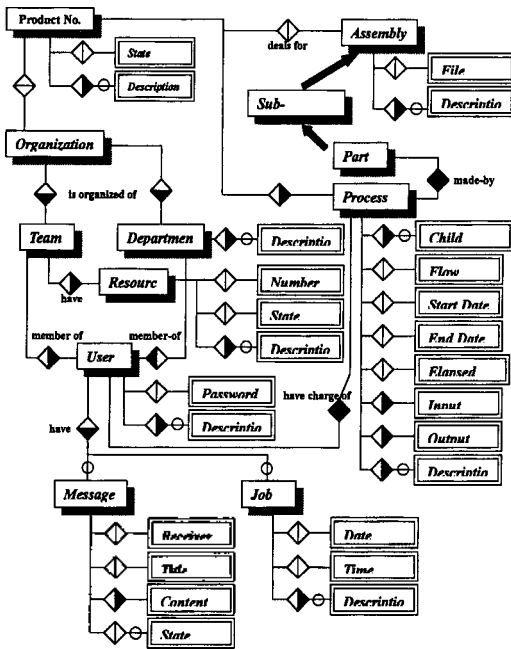 Product No.
State
Description
deals for
Assembly
File
Descriptio
Sub-
Organization
Part
made-by
is organized of
Process
Team
Departmen
Descriptio
Child
have
Resourc
Number
Flow
State
Start Date
Descriptio
End Date
member of
User
member-of
Elapsed
Password
have charge of
Input
Descriptio
Output
have
Descriptio
Message
Job
Receiver
Date
Title
Time
Content
Descriptio
State